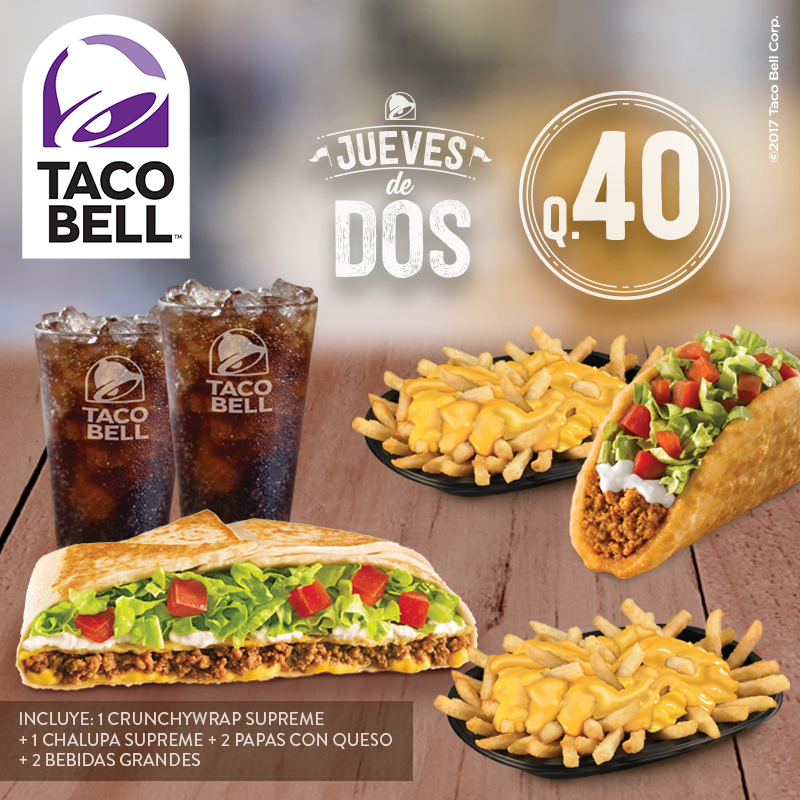 TACO
BELL™
JUEVES
de
DOS
Q.40
©2017 Taco Bell Corp.
TACO
BELL
TACO
BELL
INCLUYE: 1 CRUNCHYWRAP SUPREME
+ 1 CHALUPA SUPREME + 2 PAPAS CON QUESO
+ 2 BEBIDAS GRANDES